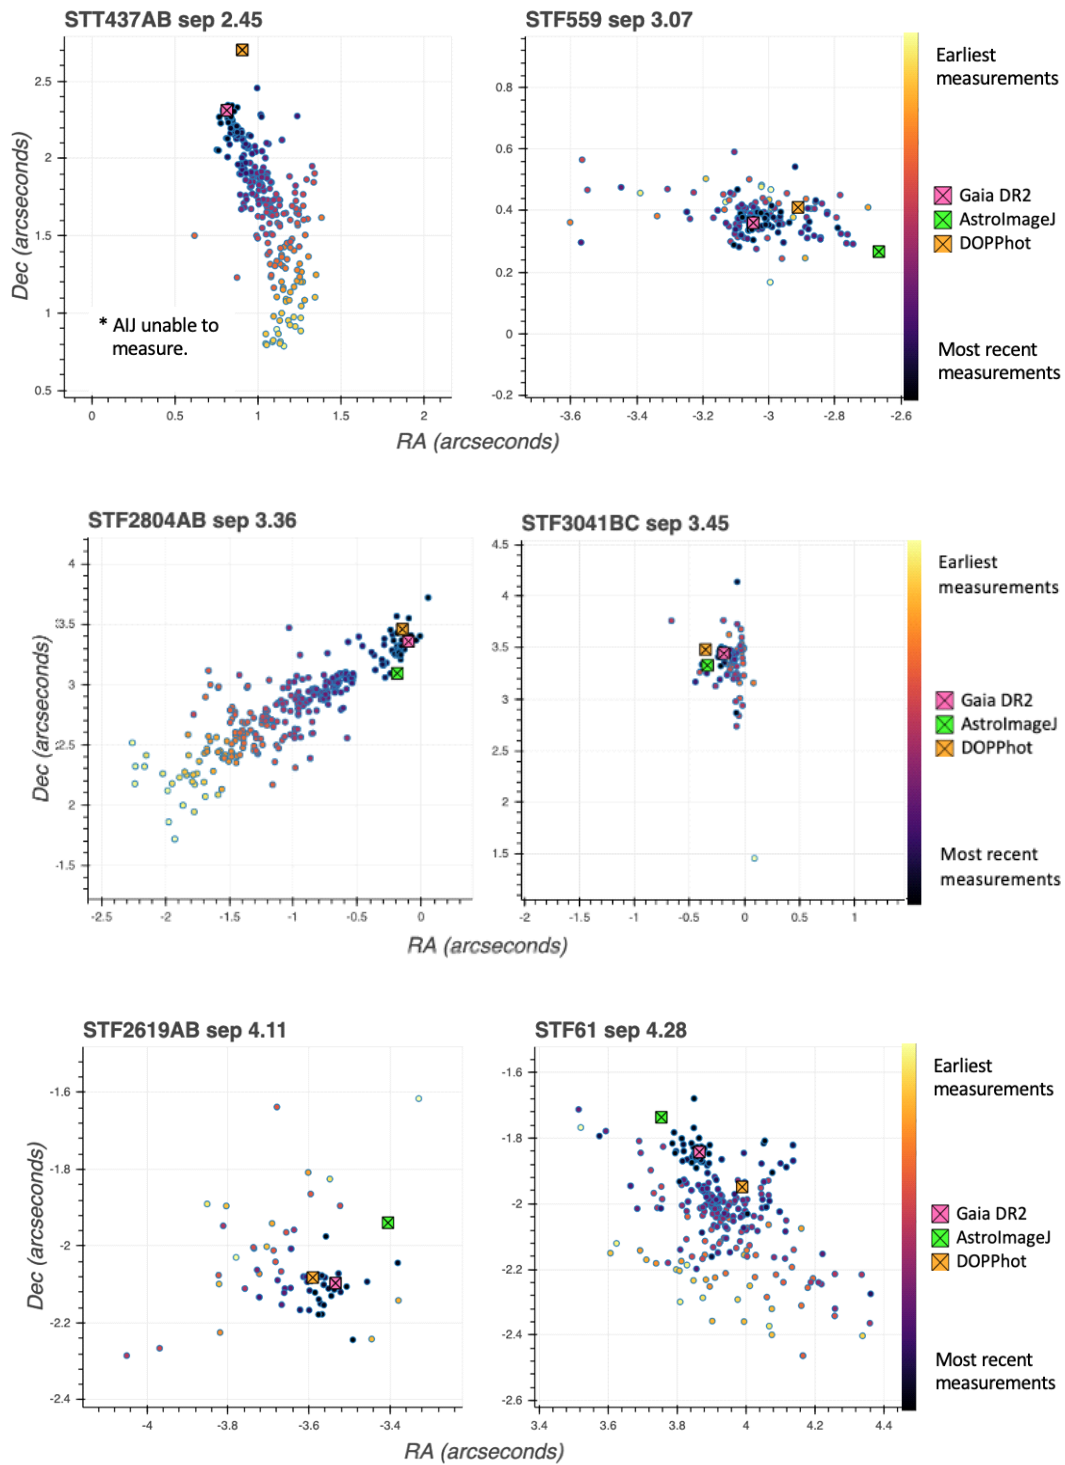 STT437AB sep 2.45
STF559 sep 3.07
2.5
2
1.5
1
0.5
0
0.5
1
1.5
2
Dec (arcseconds)
* AIJ unable to
measure.
0.8
0.6
0.4
0.2
0
-0.2
-3.6
-3.4
-3.2
-3
-2.8
-2.6
RA (arcseconds)
Earliest
measurements
Gaia DR2
AstroImageJ
DOPPhot
Most recent
measurements
STF2804AB sep 3.36
STF3041BC sep 3.45
4
3.5
3
2.5
2
-1.5
-2.5
-2
-1.5
-1
-0.5
0
Dec (arcseconds)
4.5
4
3.5
3
2.5
2
1.5
-2
-1.5
-1
-0.5
0
0.5
1
RA (arcseconds)
Earliest
measurements
Gaia DR2
AstroImageJ
DOPPhot
Most recent
measurements
STF2619AB sep 4.11
STF61 sep 4.28
-1.6
-1.8
-2
-2.2
-2.4
-4
-3.8
-3.6
-3.4
Dec (arcseconds)
-1.6
-1.8
-2
-2.2
-2.4
-2.6
3.4
3.6
3.8
4
4.2
4.4
RA (arcseconds)
Earliest
measurements
Gaia DR2
AstroImageJ
DOPPhot
Most recent
measurements